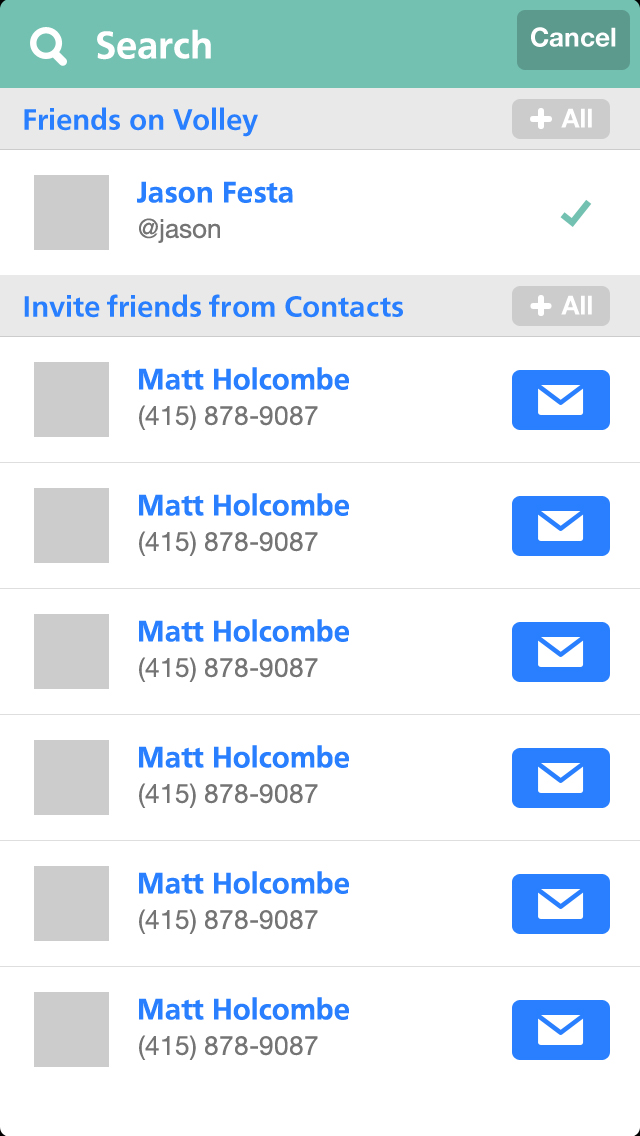 Search
Cancel
Friends on Volley
+ All
Jason Festa
@jason
Invite friends from Contacts
+ All
Matt Holcombe
(415) 878-9087
Matt Holcombe
(415) 878-9087
Matt Holcombe
(415) 878-9087
Matt Holcombe
(415) 878-9087
Matt Holcombe
(415) 878-9087
Matt Holcombe
(415) 878-9087